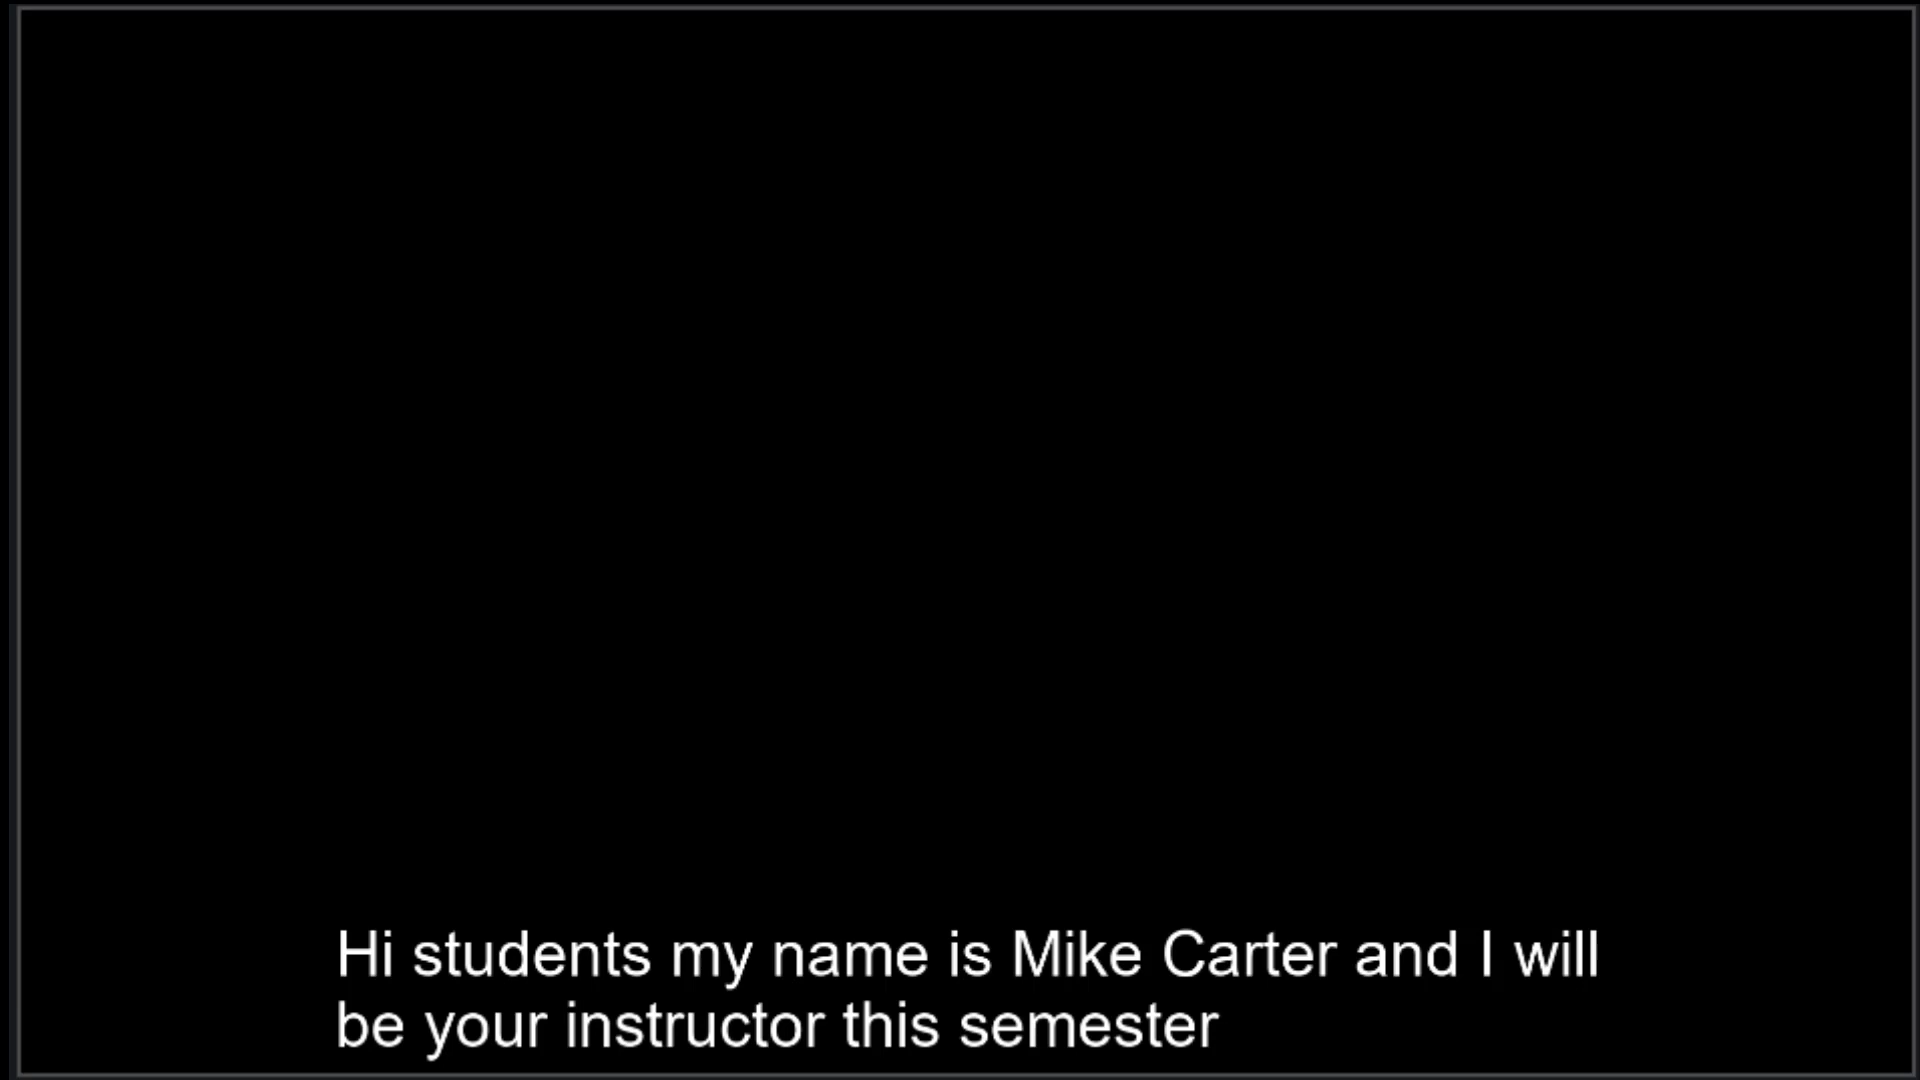 Hi students my name is Mike Carter and I will
be your instructor this semester